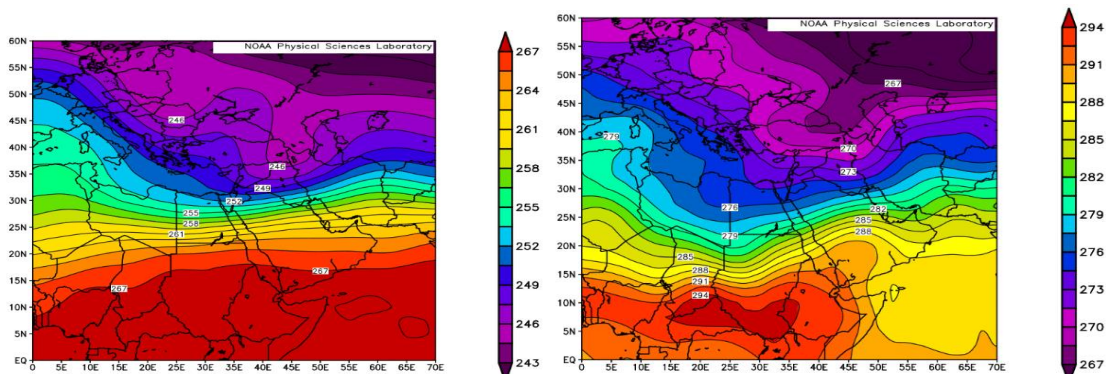 NOAA Physical Sciences Laboratory
60N
55N
50N
45N
40N
35N
30N
25N
20N
15N
10N
5N
EQ
0
5E
10E
15E
20E
25E
30E
35E
40E
45E
50E
55E
60E
65E
70E
246
246
249
252
255
258
261
267
267
267
264
261
258
255
252
249
246
243
NOAA Physical Sciences Laboratory
60N
55N
50N
45N
40N
35N
30N
25N
20N
15N
10N
5N
EQ
0
5E
10E
15E
20E
25E
30E
35E
40E
45E
50E
55E
60E
65E
70E
267
279
270
273
276
282
279
285
288
285
288
291
294
294
291
288
285
282
279
276
273
270
267